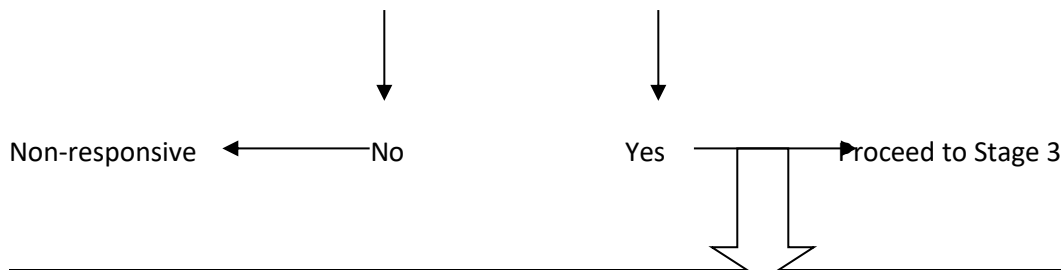 Non-responsive No Yes Proceed to Stage 3